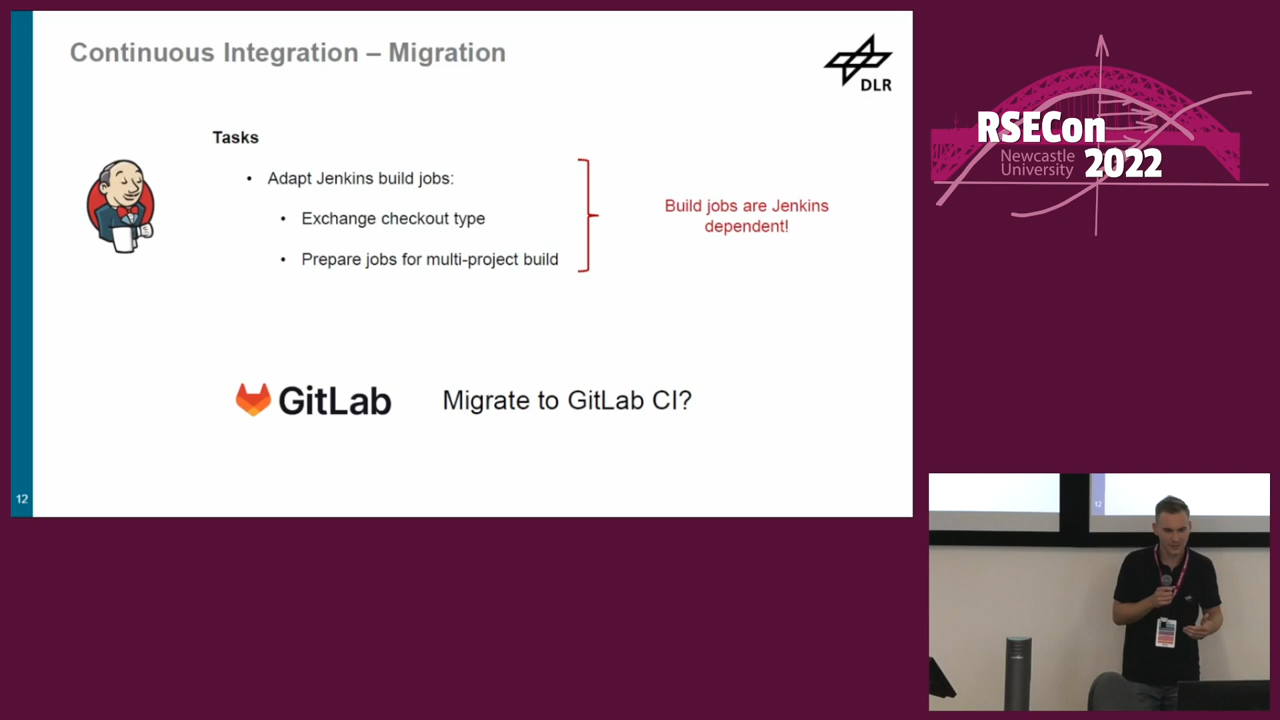 Continuous Integration – Migration
DLR
Tasks
• Adapt Jenkins build jobs:
• Exchange checkout type
• Prepare jobs for multi-project build
Build jobs are Jenkins
dependent!
GitLab
Migrate to GitLab CI?
12
RSECon
Newcastle
University
2022
12